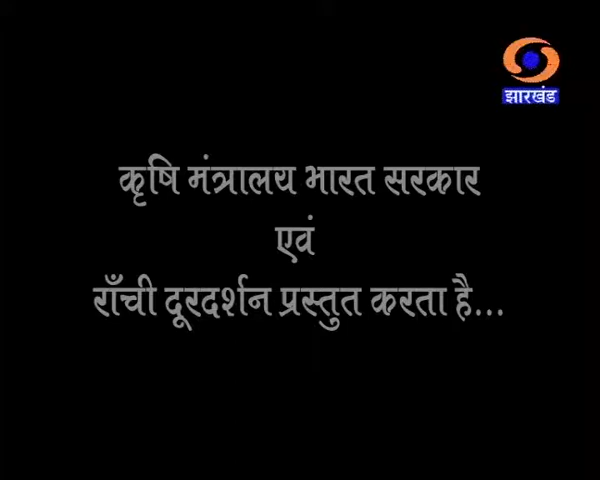 झारखंड
कृषि मंत्रालय भारत सरकार
एवं
राँची दूरदर्शन प्रस्तुत करता है...